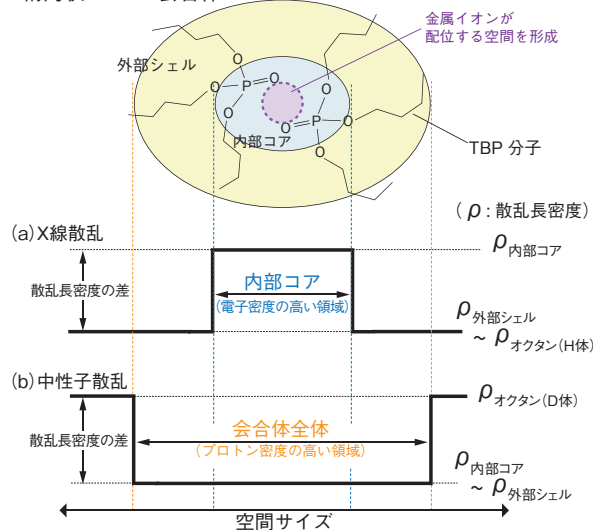 金属イオンが
配位する空間を形成
外部シェル
O
O
P
O
O
O
O
P
O
O
内部コア
TBP 分子
(ρ：散乱長密度)
(a)X線散乱
ρ内部コア
散乱長密度の差
内部コア
(電子密度の高い領域)
ρ外部シェル
~ ρオクタン(H体)
(b)中性子散乱
ρオクタン(D体)
散乱長密度の差
会合体全体
(プロトン密度の高い領域)
ρ内部コア
~ ρ外部シェル
空間サイズ